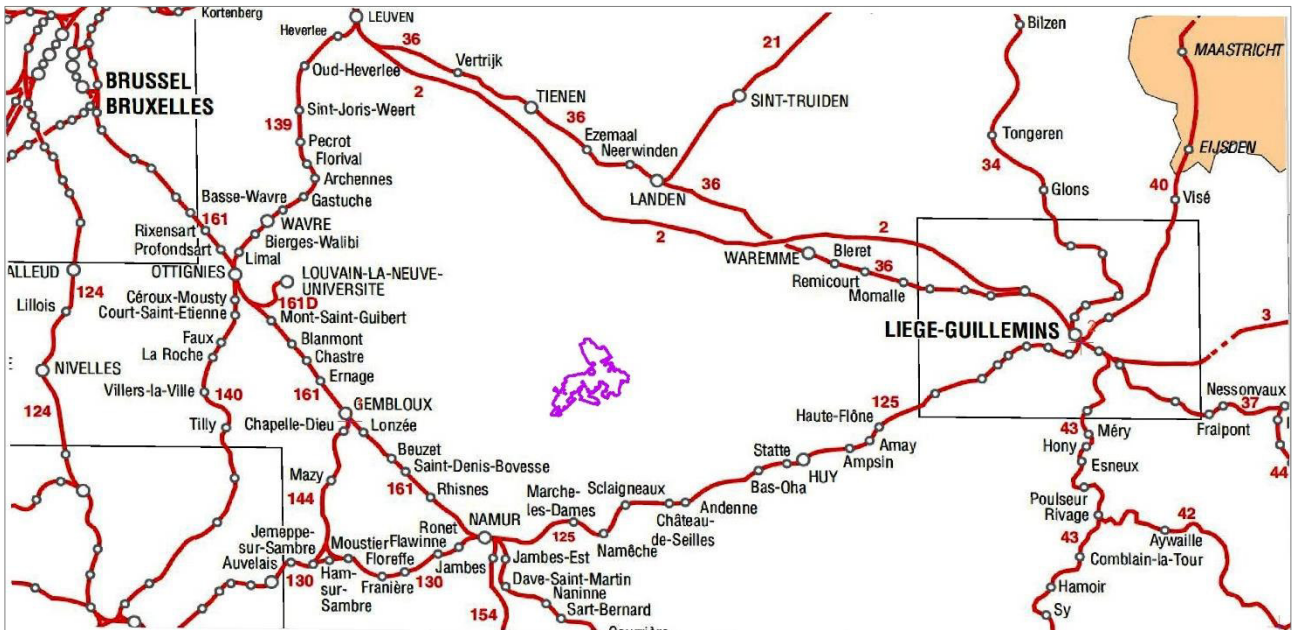 Kortenberg
LEUVEN
Heverlee
36
Vertrijk
21
Bilzen
MAASTRICHT
BRUSSEL
BRUXELLES
Oud-Heverlee
2
TIENEN
SINT-TRUIDEN
Sint-Joris-Weert
139
36
Ezemaal
Neerwinden
Tongeren
34
EIJSDEN
Pecrot
Florival
Archennes
Gastuche
LANDEN
36
Glons
40
Visé
Basse-Wavre
WAVRE
161
Rixensart
Profondsart
Bierges-Walibi
Limal
2
2
WAREMME
Bleret
36
Remicourt
Momalle
ALLEUD
OTTIGNIES
LOUVAIN-LA-NEUVE-
UNIVERSITE
161D
Lillois
124
Céroux-Mousty
Court-Saint-Etienne
Mont-Saint-Guibert
LIEGE-GUILLEMINS
3
Faux
La Roche
Blanmont
Chastre
Ernage
E
NIVELLES
Villers-la-Ville
140
161
124
GEMBLOUX
Tilly
Chapelle-Dieu
Lonzée
125
Haute-Flône
Nessonvaux
37
Fraipont
43
Méry
Hony
Esneux
44
Amay
Ampsin
Statte
HUY
Bas-Oha
Beuzet
Saint-Denis-Bovesse
161
Rhisnes
Mazy
144
Marche-
les-Dames
Sclaigneaux
Andenne
Château-
de-Seilles
Namêche
125
NAMUR
Ronet
Flawinne
Jemeppe-
sur-Sambre
Auvelais
Moustier
Floreffe
130
Ham-
sur-
Sambre
Franière
130
Jambes
Jambes-Est
Dave-Saint-Martin
Naninne
Sart-Bernard
154
Poulseur
Rivage
43
42
Aywaille
Comblain-la-Tour
Hamoir
Sy